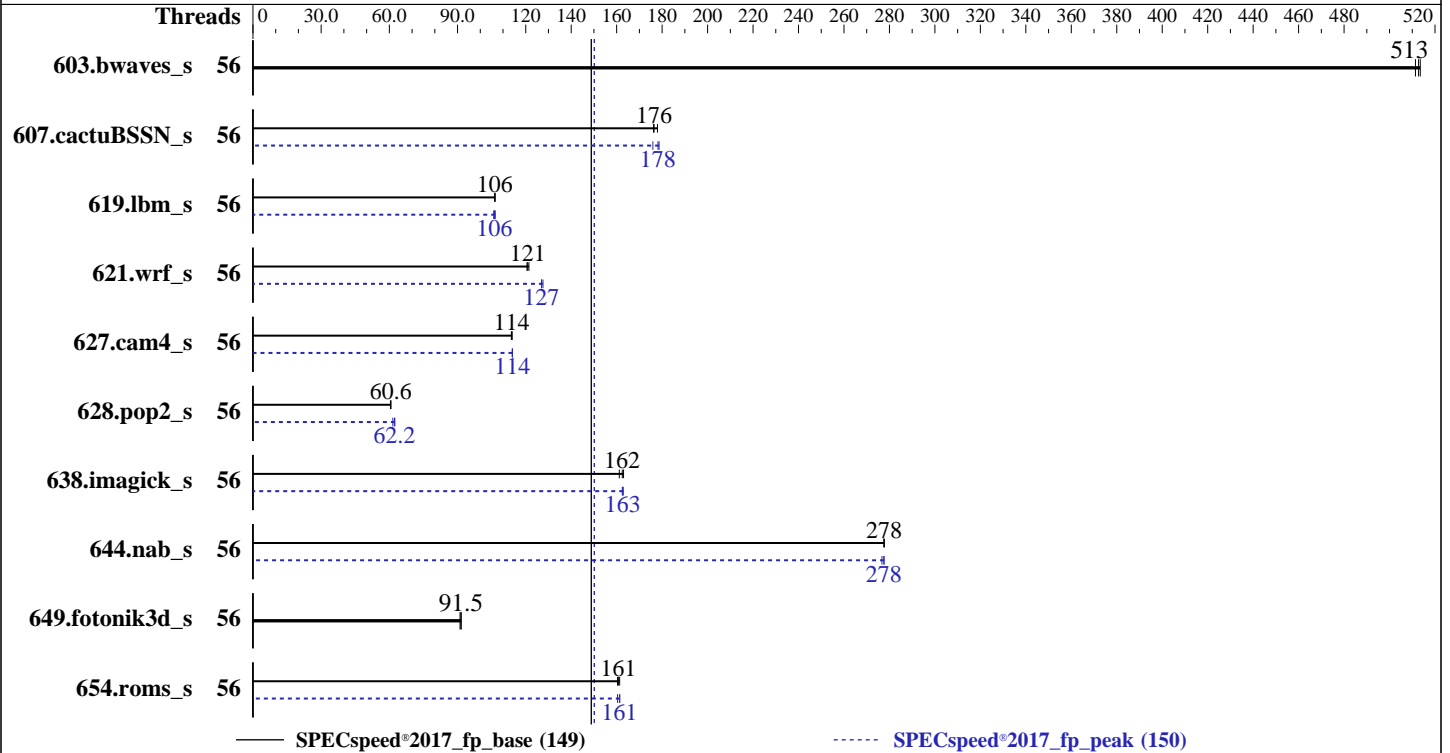 Threads 0 30.0 60.0 90.0 120 140 160 180 200 220 240 260 280 300 320 340 360 380 400 420 440 460 480 520
513
603.bwaves_s 56
176
607.cactuBSSN_s 56
178
106
619.lbm_s 56
106
121
621.wrf_s 56
127
114
627.cam4_s 56
114
60.6
628.pop2_s 56
62.2
162
638.imagick_s 56
163
278
644.nab_s 56
278
91.5
649.fotonik3d_s 56
161
654.roms_s 56
161
SPECspeed®2017_fp_base (149) SPECspeed®2017_fp_peak (150)